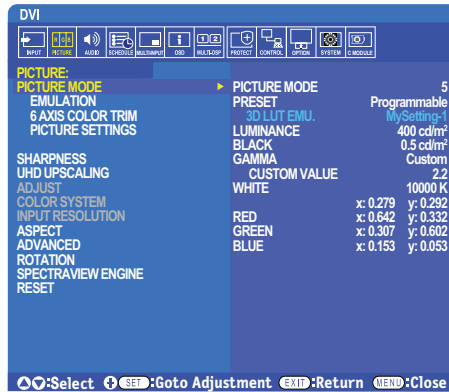 DVI
INPUT PICTURE AUDIO SCHEDULE MULTI-INPUT OSD MULTI-DSP PROTECT CONTROL OPTION SYSTEM C MODULE
PICTURE:
PICTURE MODE
EMULATION
6 AXIS COLOR TRIM
PICTURE SETTINGS
SHARPNESS
UHD UPSCALING
ADJUST
COLOR SYSTEM
INPUT RESOLUTION
ASPECT
ADVANCED
ROTATION
SPECTRAVIEW ENGINE
RESET
PICTURE MODE 5
PRESET Programmable
3D LUT EMU. MySetting-1
LUMINANCE 400 cd/m²
BLACK 0.5 cd/m²
GAMMA Custom
CUSTOM VALUE 2.2
WHITE 10000 K
x: 0.279 y: 0.292
RED x: 0.642 y: 0.332
GREEN x: 0.307 y: 0.602
BLUE x: 0.153 y: 0.053
:Select SET:Goto Adjustment EXIT:Return MENU:Close